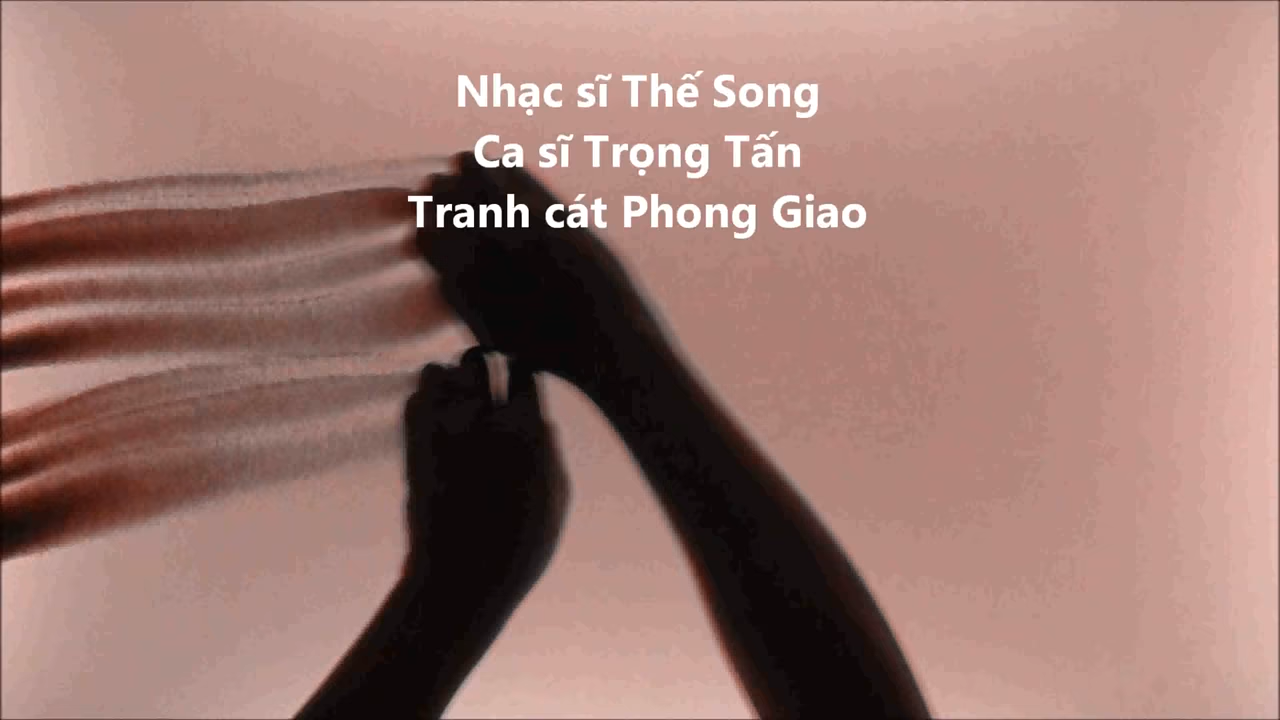 Nhạc sĩ Thế Song
Ca sĩ Trọng Tấn
Tranh cát Phong Giao